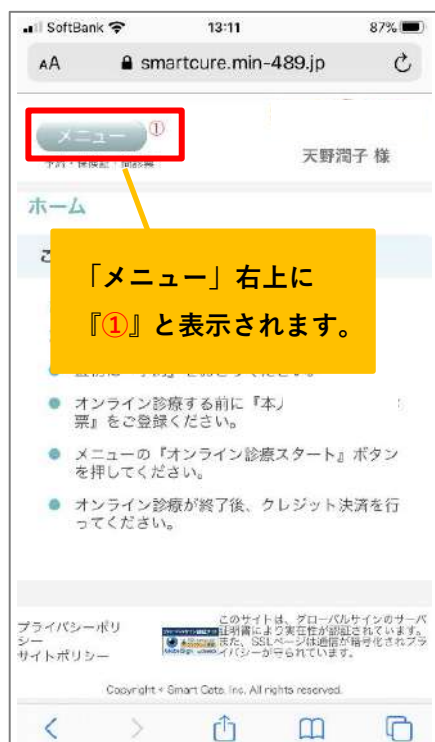 SoftBank 13:11 87%
AA smartcure.min-489.jp
メニュー ①
予約・保険証・問診票
天野潤子 様
ホーム
「メニュー」右上に
『①』と表示されます。
オンライン診療する前に『本
票』をご登録ください。
メニューの『オンライン診療スタート』ボタン
を押してください。
オンライン診療が終了後、クレジット決済を行
ってください。
プライバシーポリ
シー
サイトポリシー
このサイトは、グローバルサインのサーバ
証明書により実在性が認証されています。
また、SSLページは通信が暗号化されプラ
イバシーが守られています。
Copyright © Smart Gate, Inc. All rights reserved.